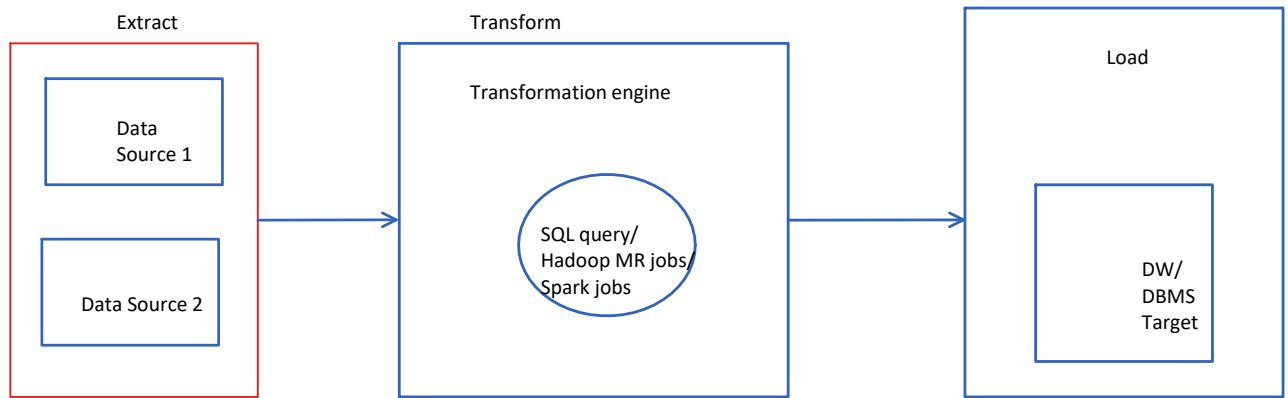 Extract
Data
Source 1
Data Source 2
Transform
Transformation engine
SQL query/
Hadoop MR jobs/
Spark jobs
Load
DW/
DBMS
Target